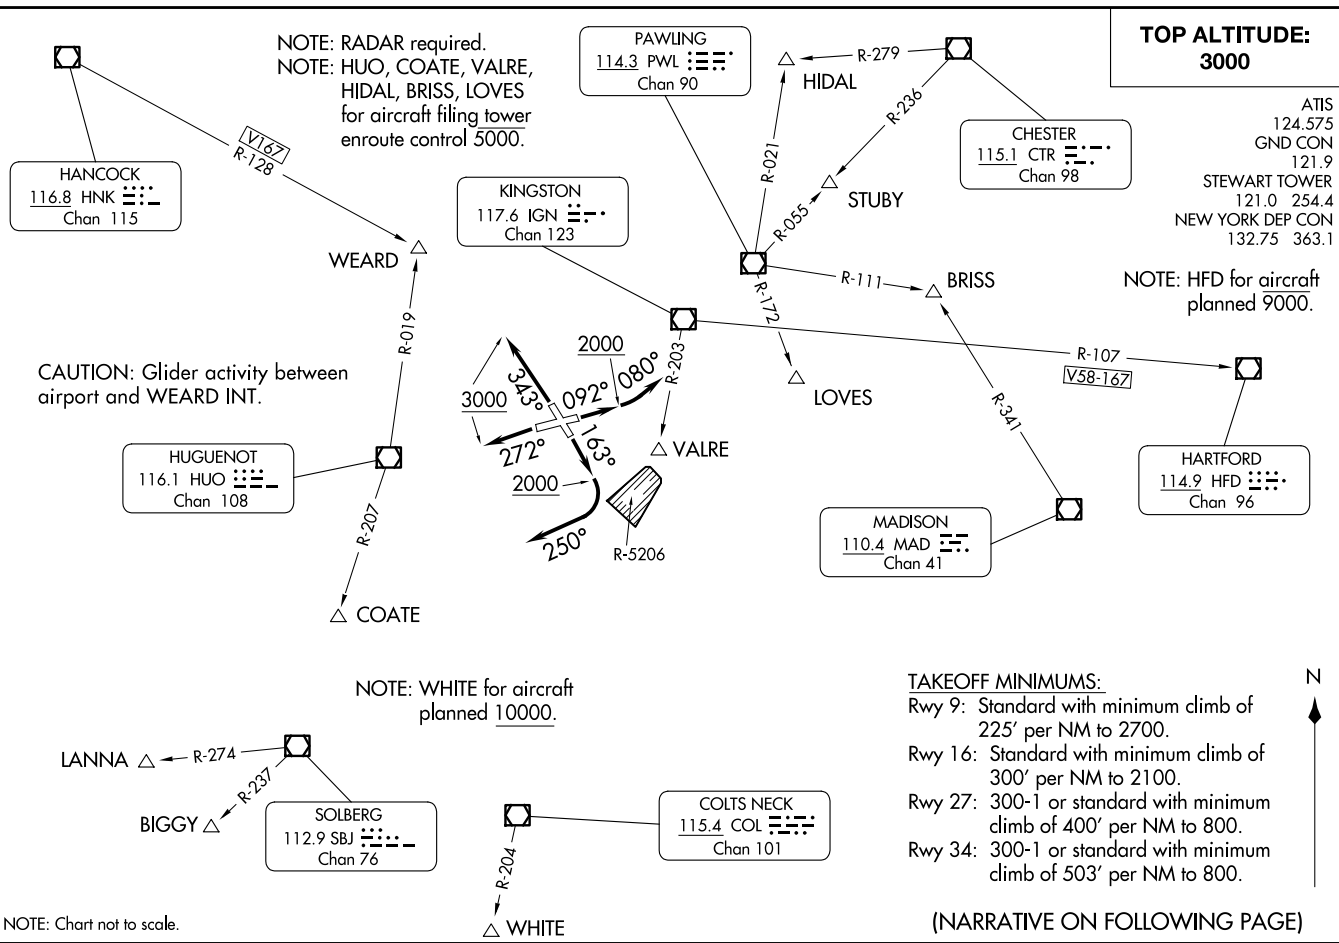 TOP ALTITUDE:
3000
NOTE: RADAR required.
NOTE: HUO, COATE, VALRE,
HIDAL, BRISS, LOVES
for aircraft filing tower
enroute control 5000.
PAWLING
114.3 PWL
Chan 90
HIDAL
R-279
R-236
R-021
STUBY
R-055
CHESTER
115.1 CTR
Chan 98
ATIS
124.575
GND CON
121.9
STEWART TOWER
121.0 254.4
NEW YORK DEP CON
132.75 363.1
V167
R-128
HANCOCK
116.8 HNK
Chan 115
KINGSTON
117.6 IGN
Chan 123
WEARD
R-019
R-111
BRISS
R-172
NOTE: HFD for aircraft
planned 9000.
R-203
R-107
V58-167
CAUTION: Glider activity between
airport and WEARD INT.
2000
080°
343°
092°
3000
272°
163°
2000
250°
LOVES
R-341
VALRE
R-5206
HUGUENOT
116.1 HUO
Chan 108
R-207
COATE
HARTFORD
114.9 HFD
Chan 96
MADISON
110.4 MAD
Chan 41
NOTE: WHITE for aircraft
planned 10000.
LANNA
R-274
R-237
BIGGY
SOLBERG
112.9 SBJ
Chan 76
COLTS NECK
115.4 COL
Chan 101
R-204
WHITE
TAKEOFF MINIMUMS:
Rwy 9: Standard with minimum climb of
225' per NM to 2700.
Rwy 16: Standard with minimum climb of
300' per NM to 2100.
Rwy 27: 300-1 or standard with minimum
climb of 400' per NM to 800.
Rwy 34: 300-1 or standard with minimum
climb of 503' per NM to 800.
N
NOTE: Chart not to scale.
(NARRATIVE ON FOLLOWING PAGE)